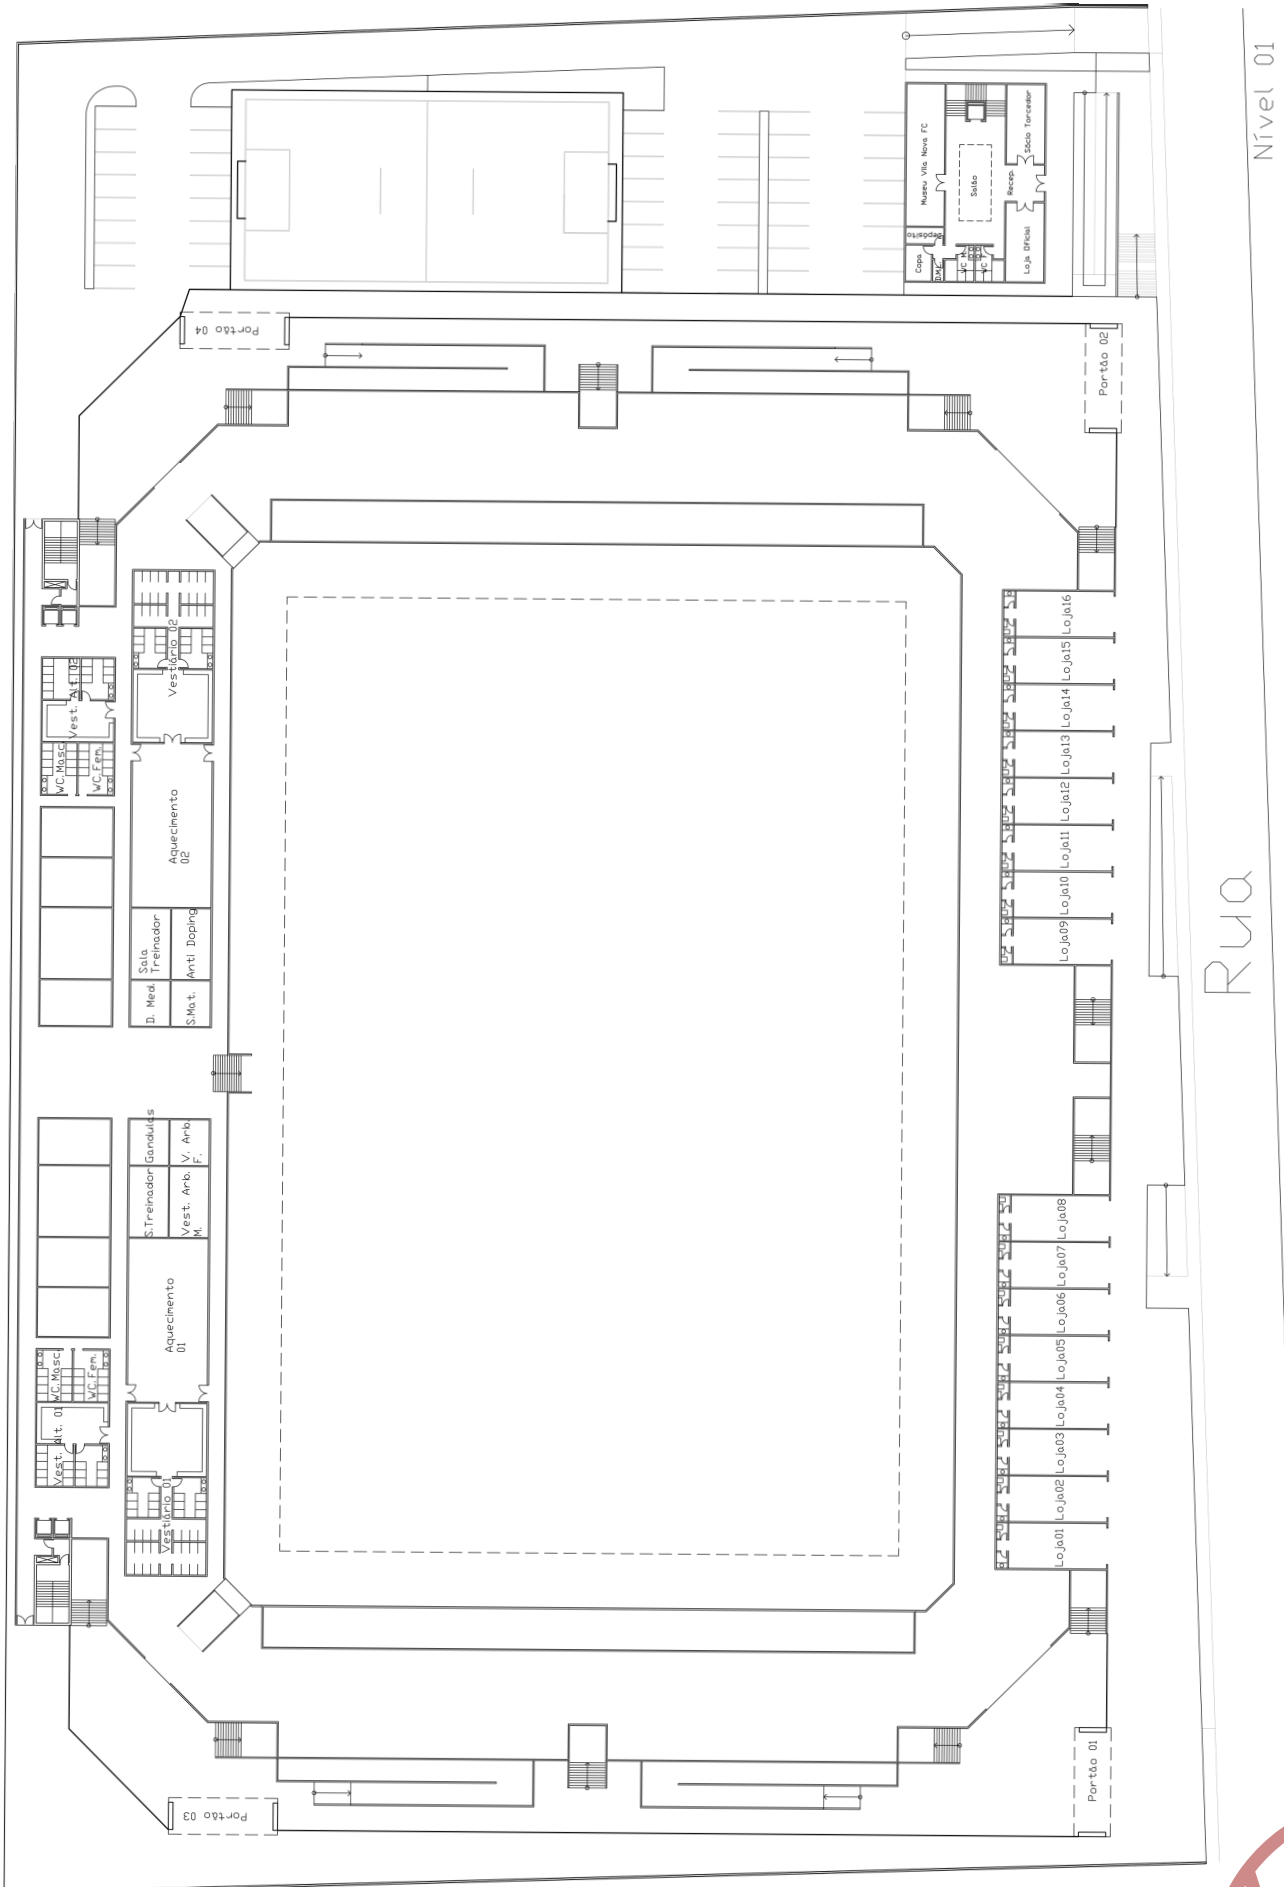 Nível 01
Museu Vila Nova FC
Salão
Sócio Torcedor
Recep.
Loja Oficial
Depósito
Copa
D.M.L.
WC M
WC F
Portão 04
Portão 02
Vestiário 02
Vest. Alt. 02
WC. Masc.
WC. Fem.
Aquecimento
02
Sala
Treinador
Anti Doping
D. Med.
S.Mat.
Loja16
Loja15
Loja14
Loja13
Loja12
Loja11
Loja10
Loja09
Rua
Gandulas
V. Arb.
F.
S.Treinador
Vest. Arb.
M.
Aquecimento
01
WC. Masc.
WC. Fem.
Vest. Alt. 01
Vestiário 01
Loja08
Loja07
Loja06
Loja05
Loja04
Loja03
Loja02
Loja01
Portão 03
Portão 01